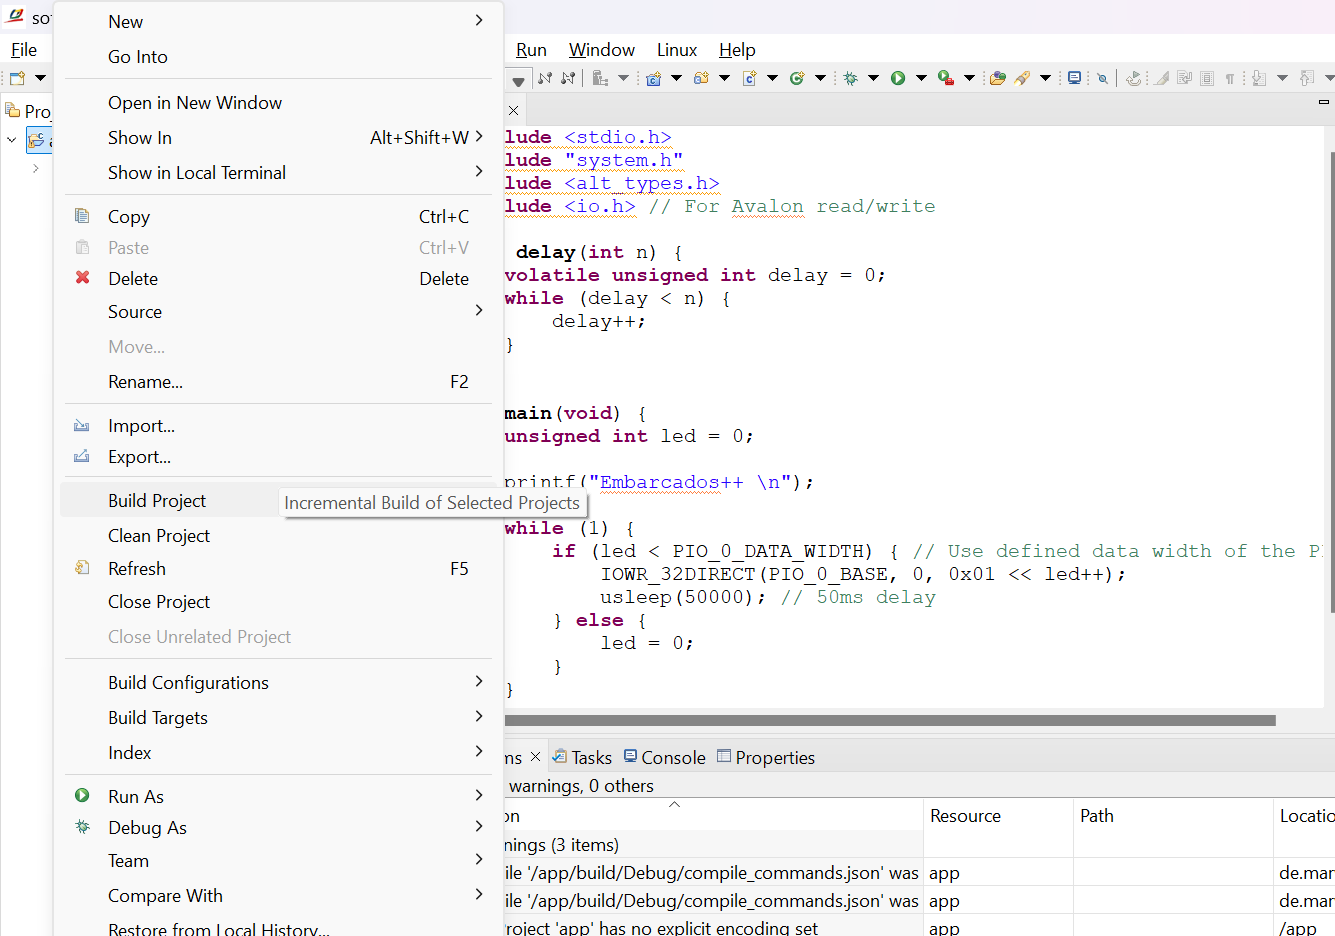 so
File
Run Window Linux Help
Pro
New
Go Into
Open in New Window
Show In Alt+Shift+W
Show in Local Terminal
Copy Ctrl+C
Paste Ctrl+V
Delete Delete
Source
Move...
Rename... F2
Import...
Export...
Build Project
Incremental Build of Selected Projects
Clean Project
Refresh F5
Close Project
Close Unrelated Project
Build Configurations
Build Targets
Index
Run As
Debug As
Team
Compare With
Restore from Local History...
lude <stdio.h>
lude "system.h"
lude <alt_types.h>
lude <io.h> // For Avalon read/write
delay(int n) {
volatile unsigned int delay = 0;
while (delay < n) {
delay++;
}
main(void) {
unsigned int led = 0;
printf("Embarcados++ \n");
while (1) {
if (led < PIO_0_DATA_WIDTH) { // Use defined data width of the P
IOWR_32DIRECT(PIO_0_BASE, 0, 0x01 << led++);
usleep(50000); // 50ms delay
} else {
led = 0;
}
}
ms Tasks Console Properties
warnings, 0 others
on Resource Path Locatio
nings (3 items)
ile '/app/build/Debug/compile_commands.json' was app de.mar
ile '/app/build/Debug/compile_commands.json' was app de.mar
roject 'app' has no explicit encoding set app /app